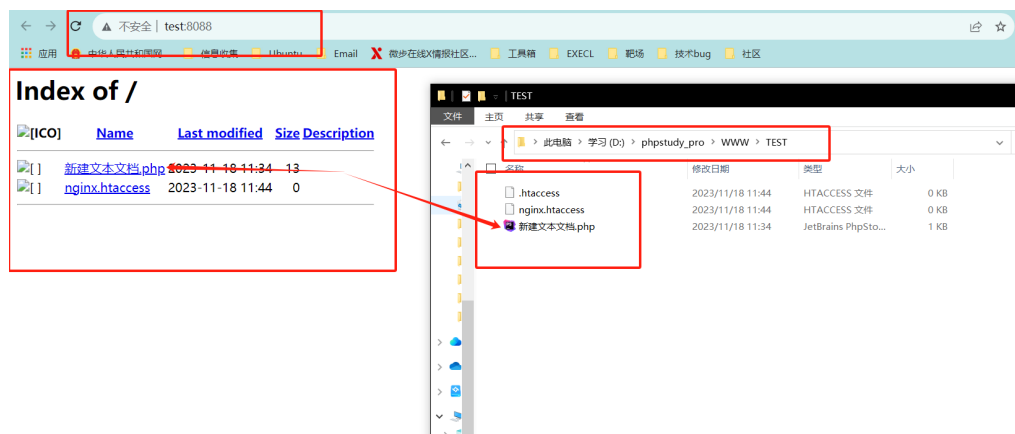 不安全 | test:8088
应用 中华人民共和国网 信息收集 Ubuntu Email 微步在线X情报社区... 工具箱 EXECL 靶场 技术bug 社区
Index of /
[ICO] Name Last modified Size Description
[ ] 新建文本文档.php 2023-11-18 11:34 13
[ ] nginx.htaccess 2023-11-18 11:44 0
TEST
文件 主页 共享 查看
此电脑 > 学习 (D:) > phpstudy_pro > WWW > TEST
名称 修改日期 类型 大小
.htaccess 2023/11/18 11:44 HTACCESS 文件 0 KB
nginx.htaccess 2023/11/18 11:44 HTACCESS 文件 0 KB
新建文本文档.php 2023/11/18 11:34 JetBrains PhpSto... 1 KB